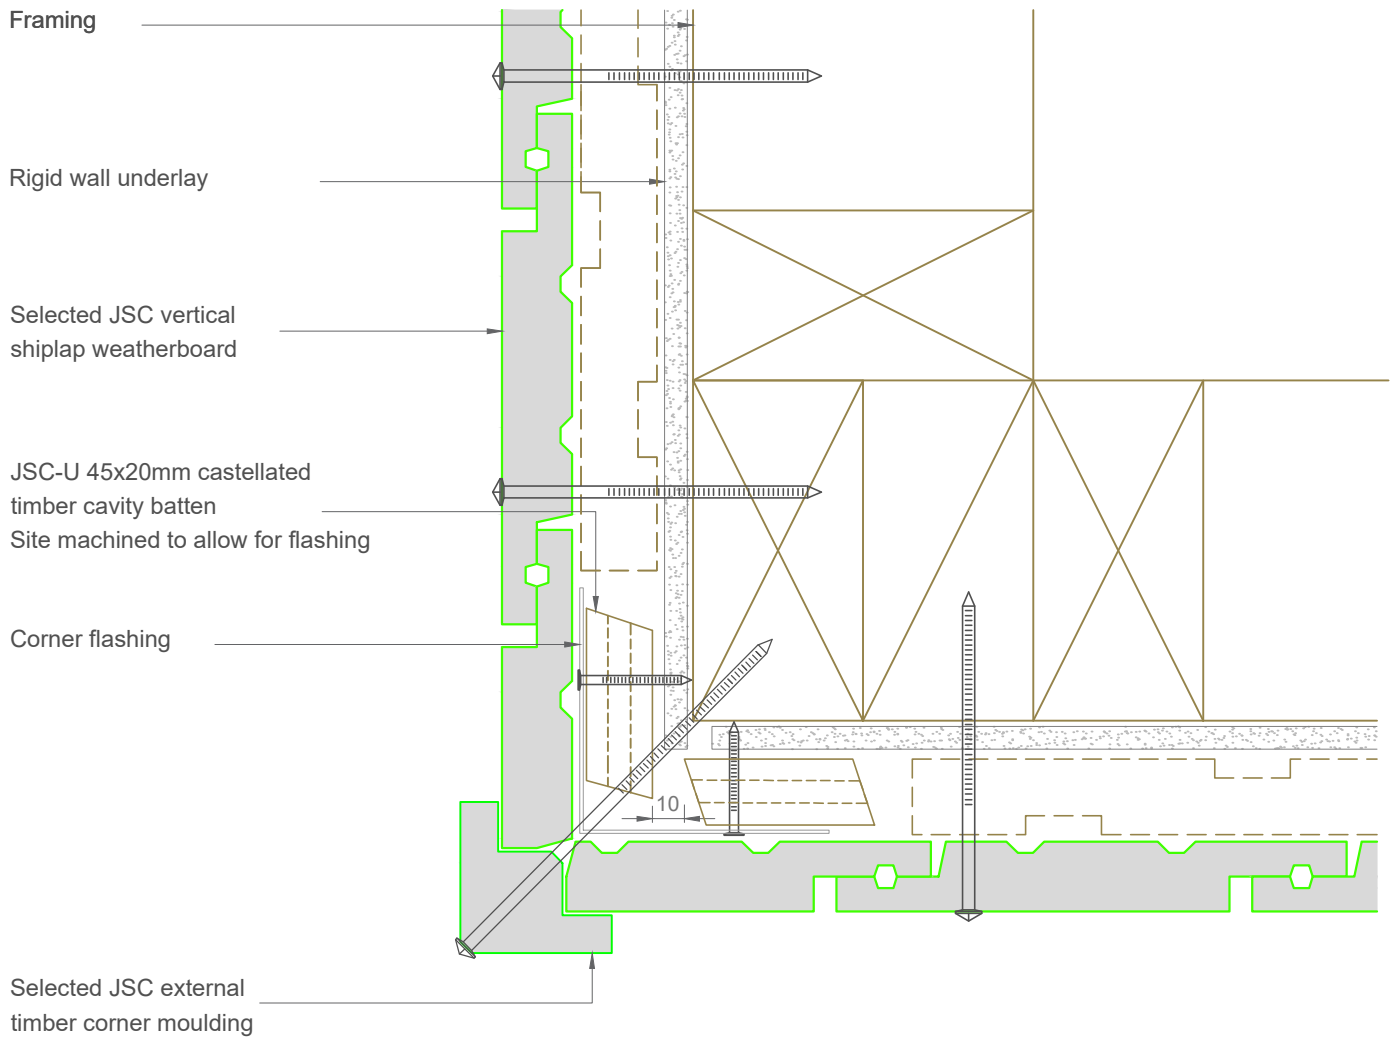 Framing
Rigid wall underlay
Selected JSC vertical
shiplap weatherboard
JSC-U 45x20mm castellated
timber cavity batten
Site machined to allow for flashing
Corner flashing
10
Selected JSC external
timber corner moulding